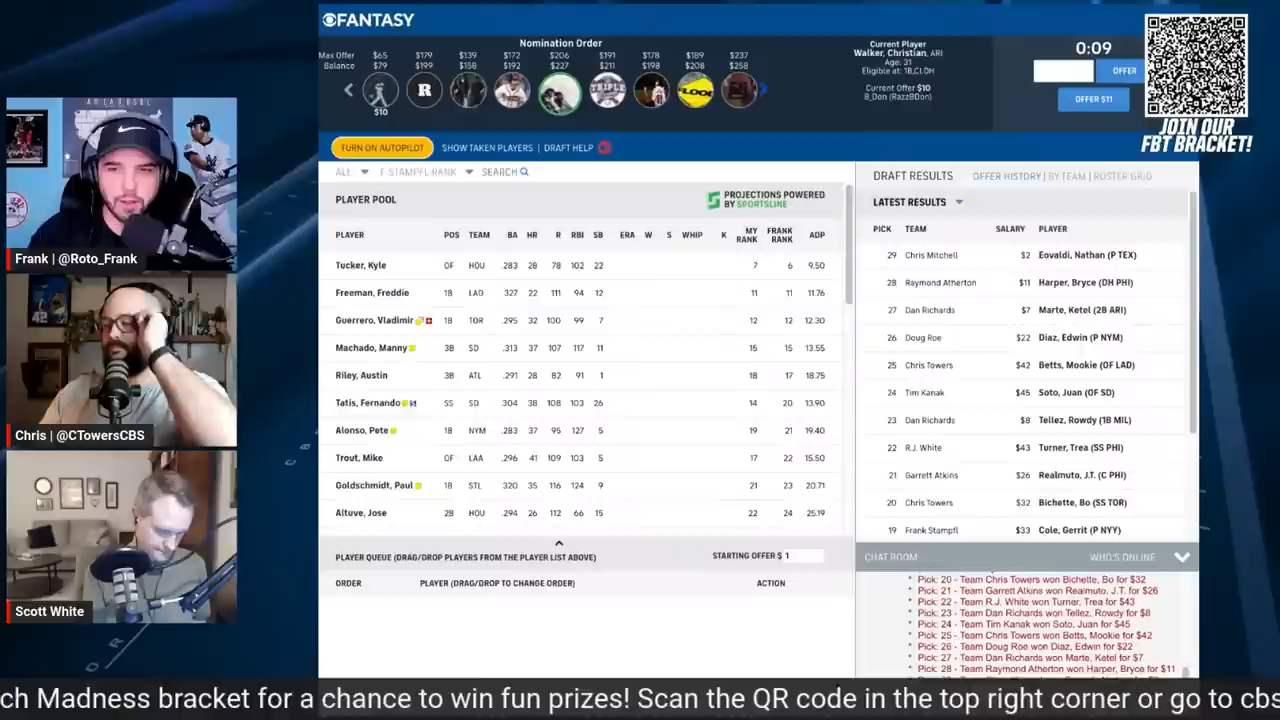 FANTASY
Nomination Order
Max Offer $65 $179 $139 $172 $206 $191 $178 $189 $237
Balance $79 $199 $158 $192 $227 $211 $198 $208 $258
R
TRIPLE
$10
Current Player
Walker, Christian, ARI
Age: 31
Eligible at: 1B,CI,DH
Current Offer $10
B_Don (RazzBDon)
0:09
OFFER
OFFER $11
JOIN OUR
FBT BRACKET!
TURN ON AUTOPILOT
SHOW TAKEN PLAYERS | DRAFT HELP
ALL F. STAMPFL RANK SEARCH
PLAYER POOL
PROJECTIONS POWERED
BY SPORTSLINE
PLAYER POS TEAM BA HR R RBI SB ERA W S WHIP K MY RANK FRANK RANK ADP
Tucker, Kyle OF HOU .283 28 78 102 22 7 6 9.50
Freeman, Freddie 1B LAD .327 22 111 94 12 11 11 11.76
Guerrero, Vladimir 1B TOR .295 32 100 99 7 12 12 12.30
Machado, Manny 3B SD .313 37 107 117 11 15 15 13.55
Riley, Austin 3B ATL .291 28 82 91 1 18 17 18.75
Tatis, Fernando SS SD .304 38 108 103 26 14 20 13.90
Alonso, Pete 1B NYM .283 37 95 127 5 19 21 19.40
Trout, Mike OF LAA .296 41 109 103 5 17 22 15.50
Goldschmidt, Paul 1B STL .320 35 116 124 9 21 23 20.71
Altuve, Jose 2B HOU .294 26 112 66 15 22 24 25.19
PLAYER QUEUE (DRAG/DROP PLAYERS FROM THE PLAYER LIST ABOVE)
STARTING OFFER $ 1
ORDER PLAYER (DRAG/DROP TO CHANGE ORDER) ACTION
DRAFT RESULTS OFFER HISTORY | BY TEAM | ROSTER GRID
LATEST RESULTS
PICK TEAM SALARY PLAYER
29 Chris Mitchell $2 Eovaldi, Nathan (P TEX)
28 Raymond Atherton $11 Harper, Bryce (DH PHI)
27 Dan Richards $7 Marte, Ketel (2B ARI)
26 Doug Roe $22 Diaz, Edwin (P NYM)
25 Chris Towers $42 Betts, Mookie (OF LAD)
24 Tim Kanak $45 Soto, Juan (OF SD)
23 Dan Richards $8 Tellez, Rowdy (1B MIL)
22 R.J. White $43 Turner, Trea (SS PHI)
21 Garrett Atkins $26 Realmuto, J.T. (C PHI)
20 Chris Towers $32 Bichette, Bo (SS TOR)
19 Frank Stampfl $33 Cole, Gerrit (P NYY)
CHAT ROOM WHO'S ONLINE
Pick: 20 - Team Chris Towers won Bichette, Bo for $32
Pick: 21 - Team Garrett Atkins won Realmuto, J.T. for $26
Pick: 22 - Team R.J. White won Turner, Trea for $43
Pick: 23 - Team Dan Richards won Tellez, Rowdy for $8
Pick: 24 - Team Tim Kanak won Soto, Juan for $45
Pick: 25 - Team Chris Towers won Betts, Mookie for $42
Pick: 26 - Team Doug Roe won Diaz, Edwin for $22
Pick: 27 - Team Dan Richards won Marte, Ketel for $7
Pick: 28 - Team Raymond Atherton won Harper, Bryce for $11
Frank | @Roto_Frank
42
Chris | @CTowersCBS
Scott White
ch Madness bracket for a chance to win fun prizes! Scan the QR code in the top right corner or go to cbs